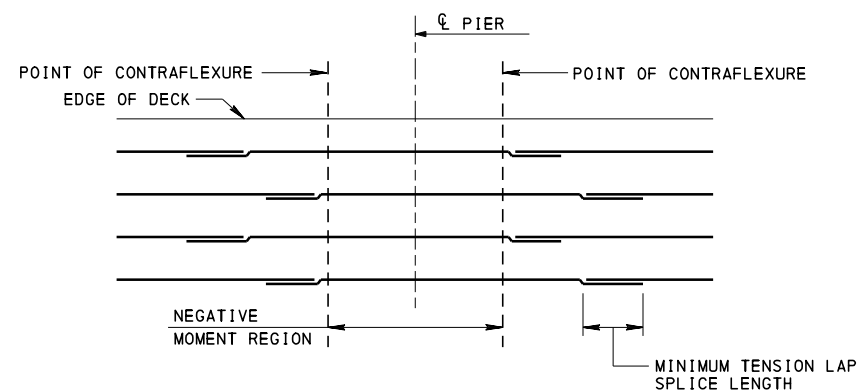 ℄ PIER
POINT OF CONTRAFLEXURE
POINT OF CONTRAFLEXURE
EDGE OF DECK
NEGATIVE
MOMENT REGION
MINIMUM TENSION LAP
SPLICE LENGTH